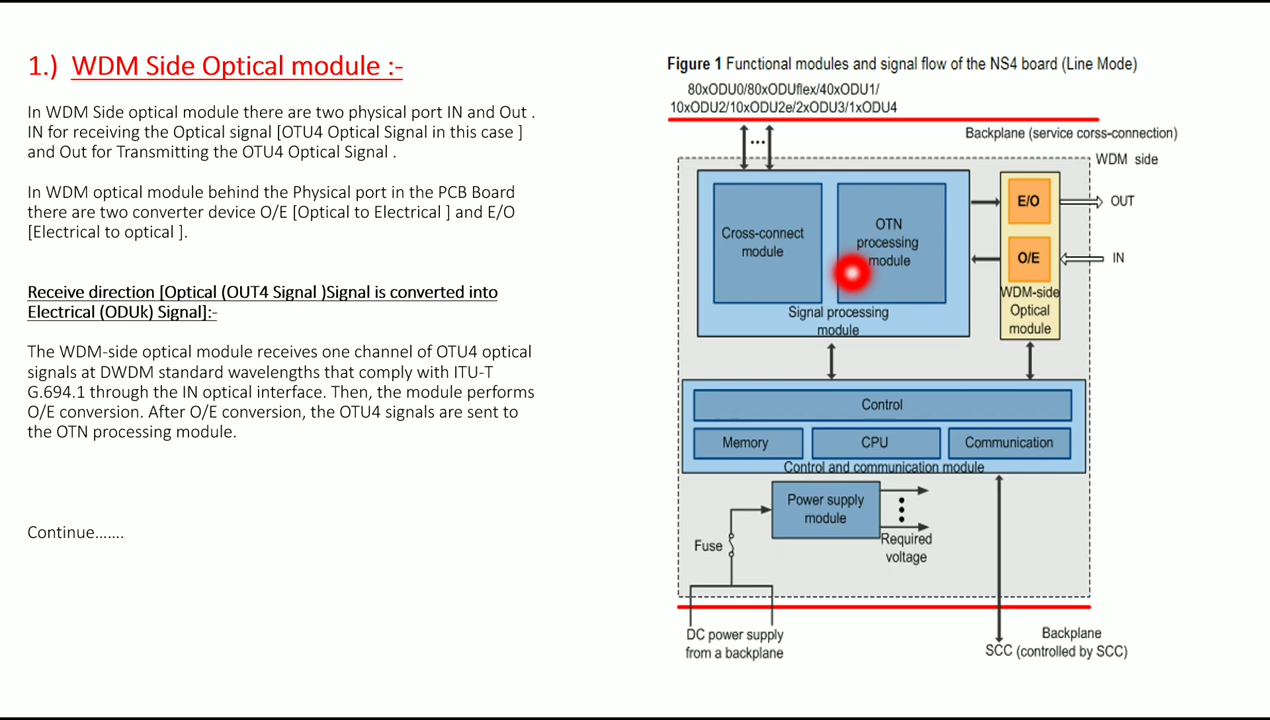 1.) WDM Side Optical module :-
In WDM Side optical module there are two physical port IN and Out .
IN for receiving the Optical signal [OTU4 Optical Signal in this case ]
and Out for Transmitting the OTU4 Optical Signal .
In WDM optical module behind the Physical port in the PCB Board
there are two converter device O/E [Optical to Electrical ] and E/O
[Electrical to optical ].
Receive direction [Optical (OUT4 Signal )Signal is converted into
Electrical (ODUk) Signal]:-
The WDM-side optical module receives one channel of OTU4 optical
signals at DWDM standard wavelengths that comply with ITU-T
G.694.1 through the IN optical interface. Then, the module performs
O/E conversion. After O/E conversion, the OTU4 signals are sent to
the OTN processing module.
Continue.......
Figure 1 Functional modules and signal flow of the NS4 board (Line Mode)
80xODU0/80xODUflex/40xODU1/
10xODU2/10xODU2e/2xODU3/1xODU4
Backplane (service corss-connection)
WDM side
Cross-connect
module
OTN
processing
module
Signal processing
module
E/O
OUT
O/E
IN
WDM-side
Optical
module
Control
Memory
CPU
Communication
Control and communication module
Power supply
module
Fuse
Required
voltage
DC power supply
from a backplane
Backplane
SCC (controlled by SCC)